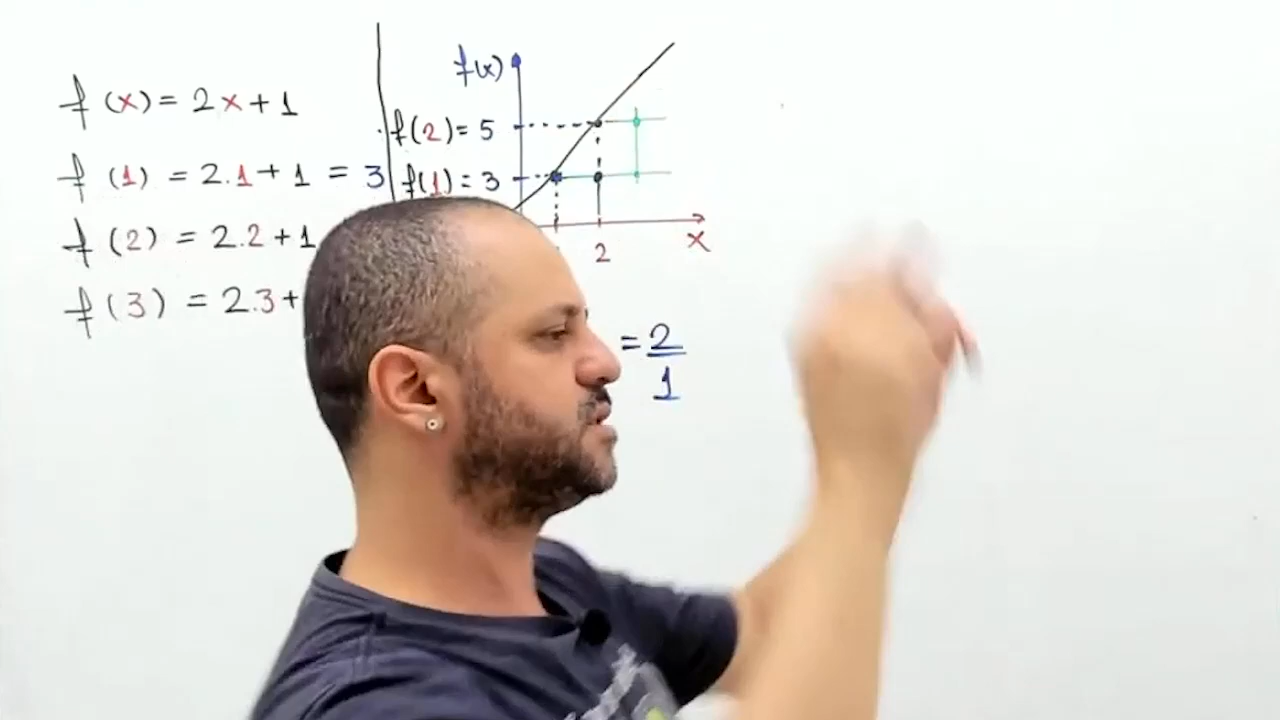 f(x) = 2x + 1
f(1) = 2.1 + 1 = 3
f(2) = 2.2 + 1
f(3) = 2.3 +
f(x)
f(2) = 5
f(1) = 3
2
x
= 2
1